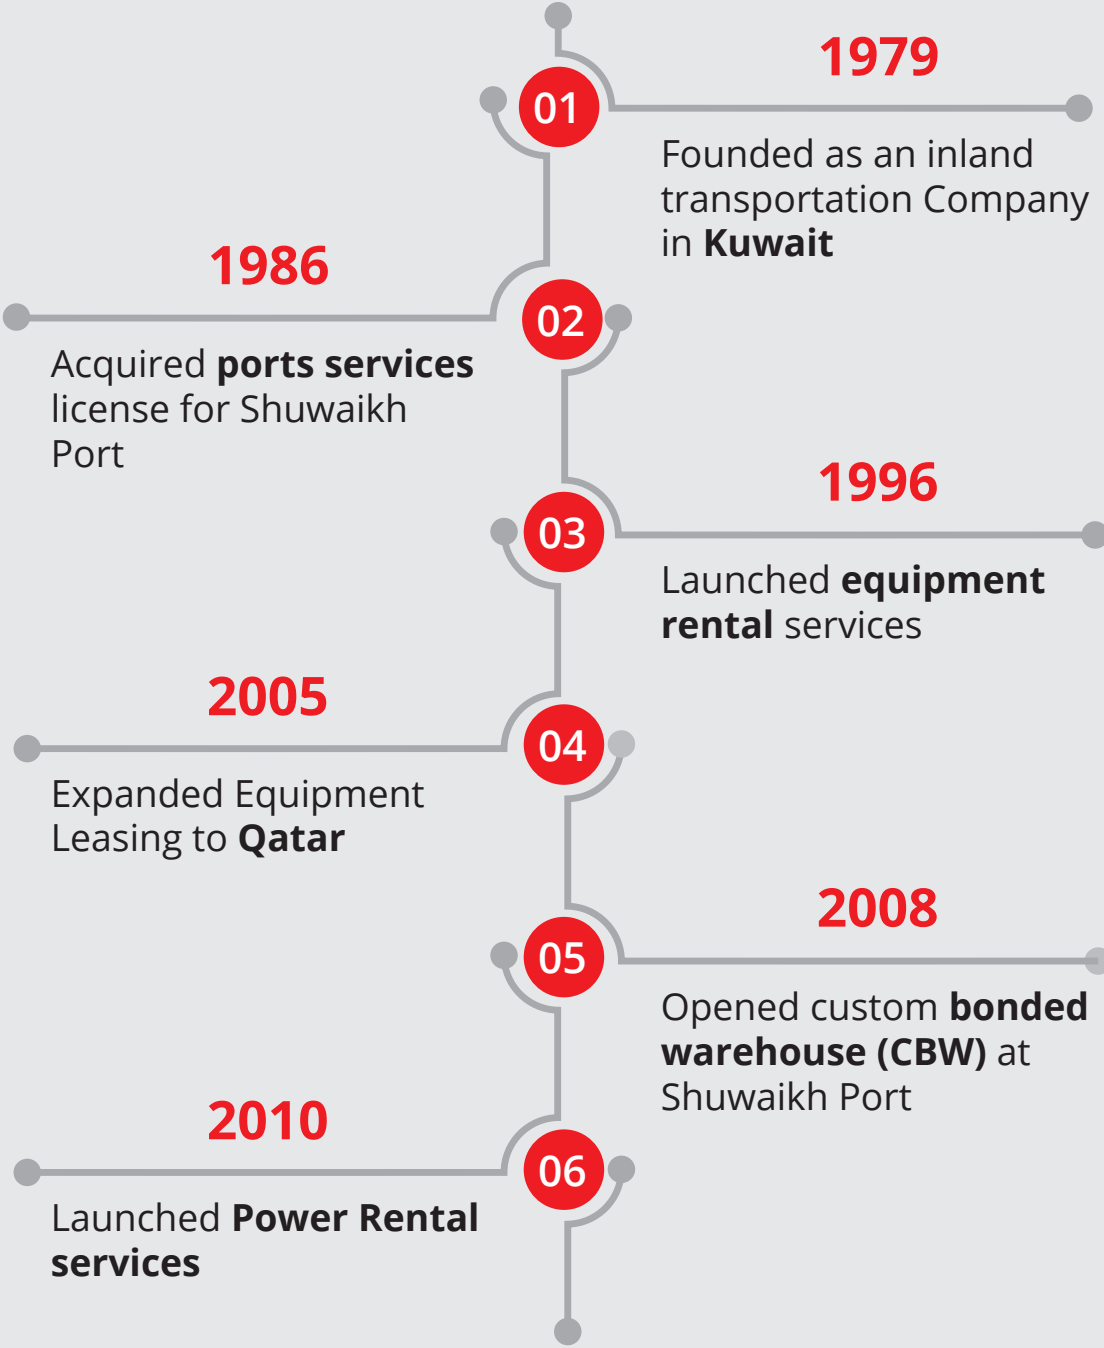 01
1979
Founded as an inland
transportation Company
in Kuwait
1986
02
Acquired ports services
license for Shuwaikh
Port
1996
03
Launched equipment
rental services
2005
04
Expanded Equipment
Leasing to Qatar
2008
05
Opened custom bonded
warehouse (CBW) at
Shuwaikh Port
2010
06
Launched Power Rental
services